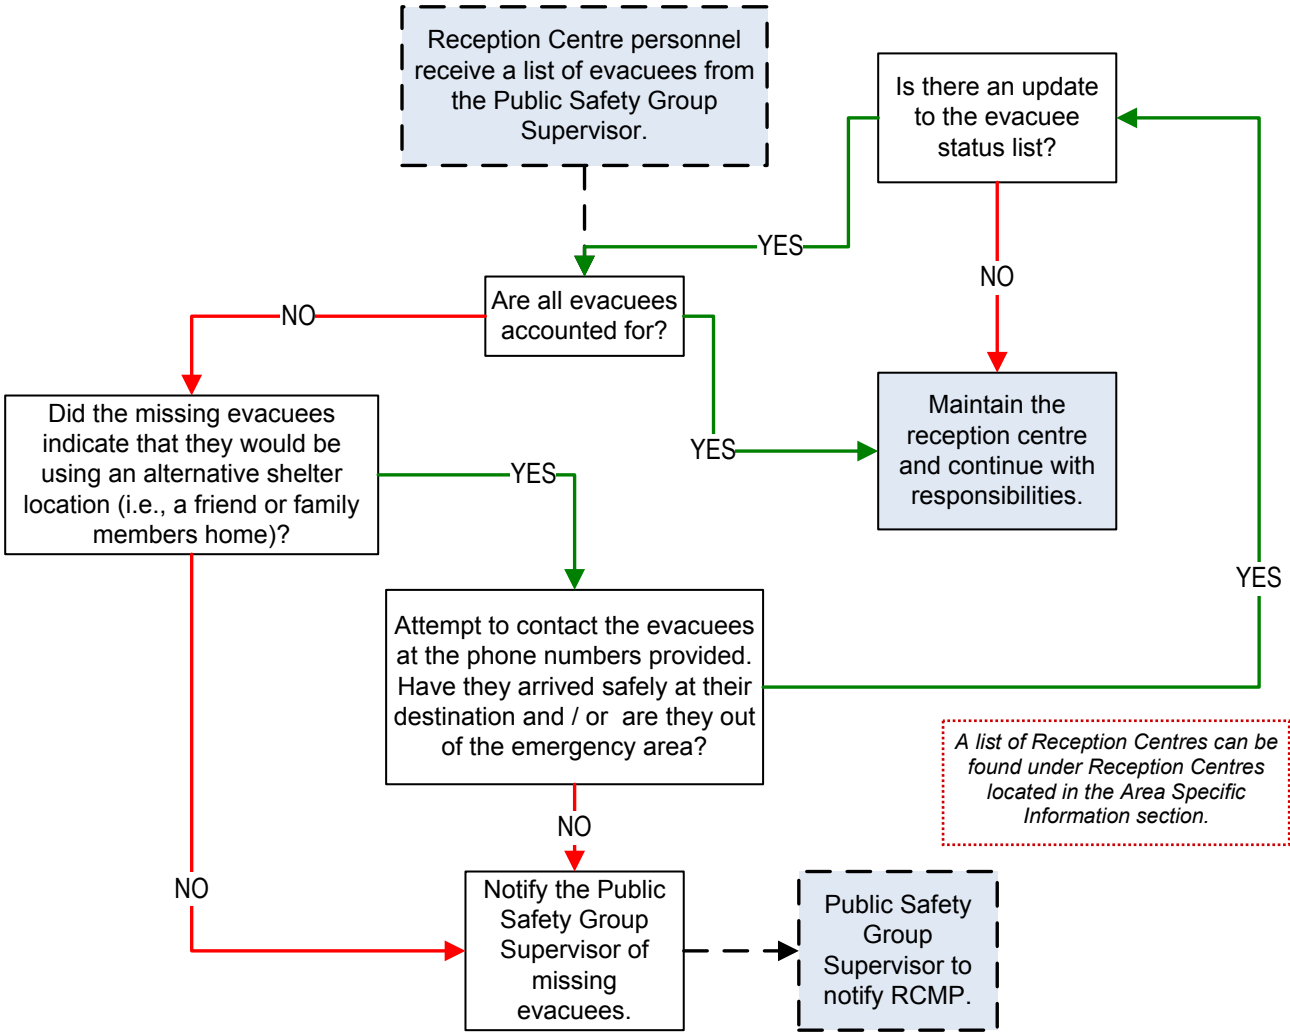 Reception Centre personnel
receive a list of evacuees from
the Public Safety Group
Supervisor.
Is there an update
to the evacuee
status list?
YES
NO
Are all evacuees
accounted for?
NO
YES
Maintain the
reception centre
and continue with
responsibilities.
Did the missing evacuees
indicate that they would be
using an alternative shelter
location (i.e., a friend or family
members home)?
YES
YES
Attempt to contact the evacuees
at the phone numbers provided.
Have they arrived safely at their
destination and / or are they out
of the emergency area?
A list of Reception Centres can be
found under Reception Centres
located in the Area Specific
Information section.
NO
NO
Notify the Public
Safety Group
Supervisor of
missing
evacuees.
Public Safety
Group
Supervisor to
notify RCMP.